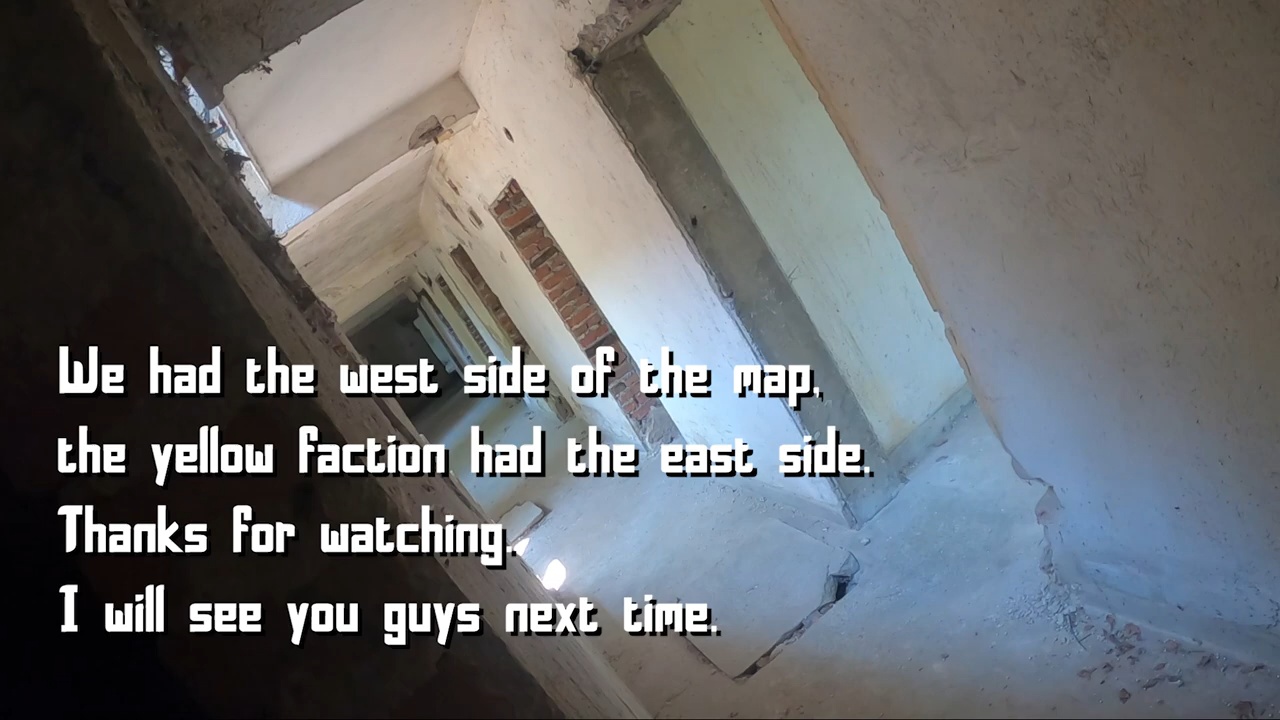 We had the west side of the map,
the yellow faction had the east side.
Thanks for watching.
I will see you guys next time.